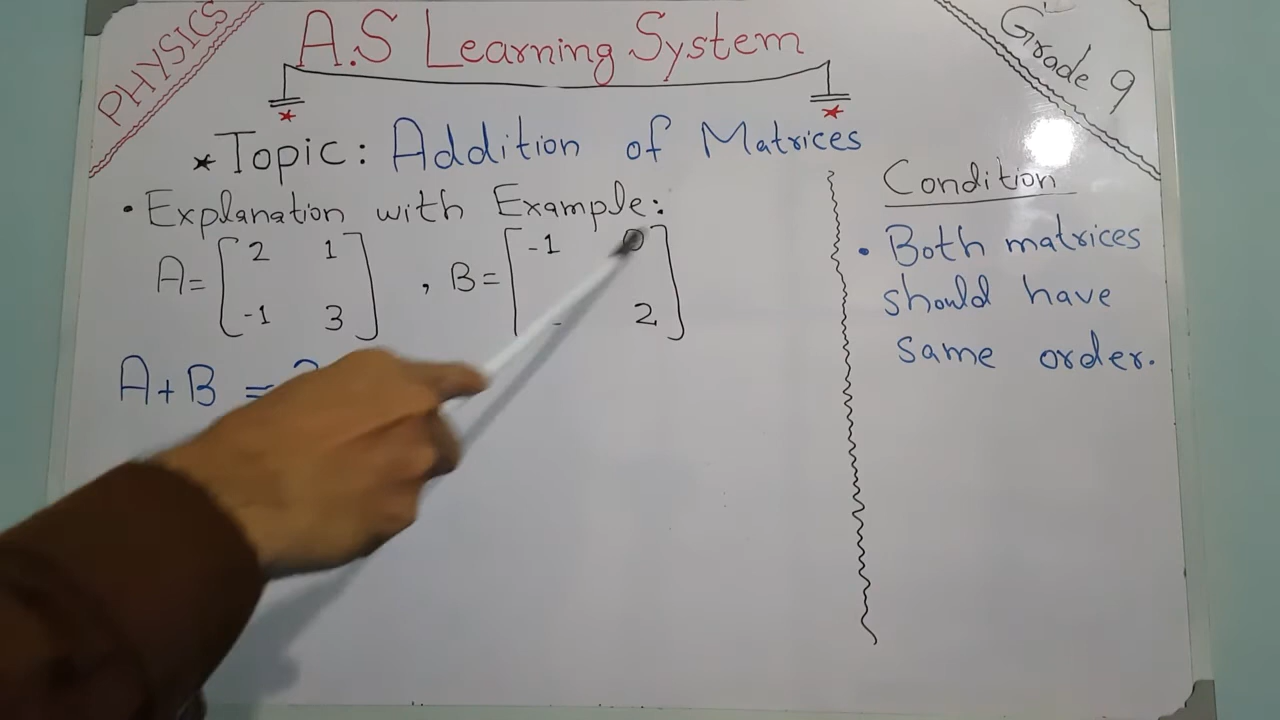 PHYSICS
A.S Learning System
Grade 9
* Topic: Addition of Matrices
• Explanation with Example:
A = [ 2 1
-1 3 ] , B = [ -1 0
- 2 ]
A + B =
Condition
• Both matrices
should have
same order.